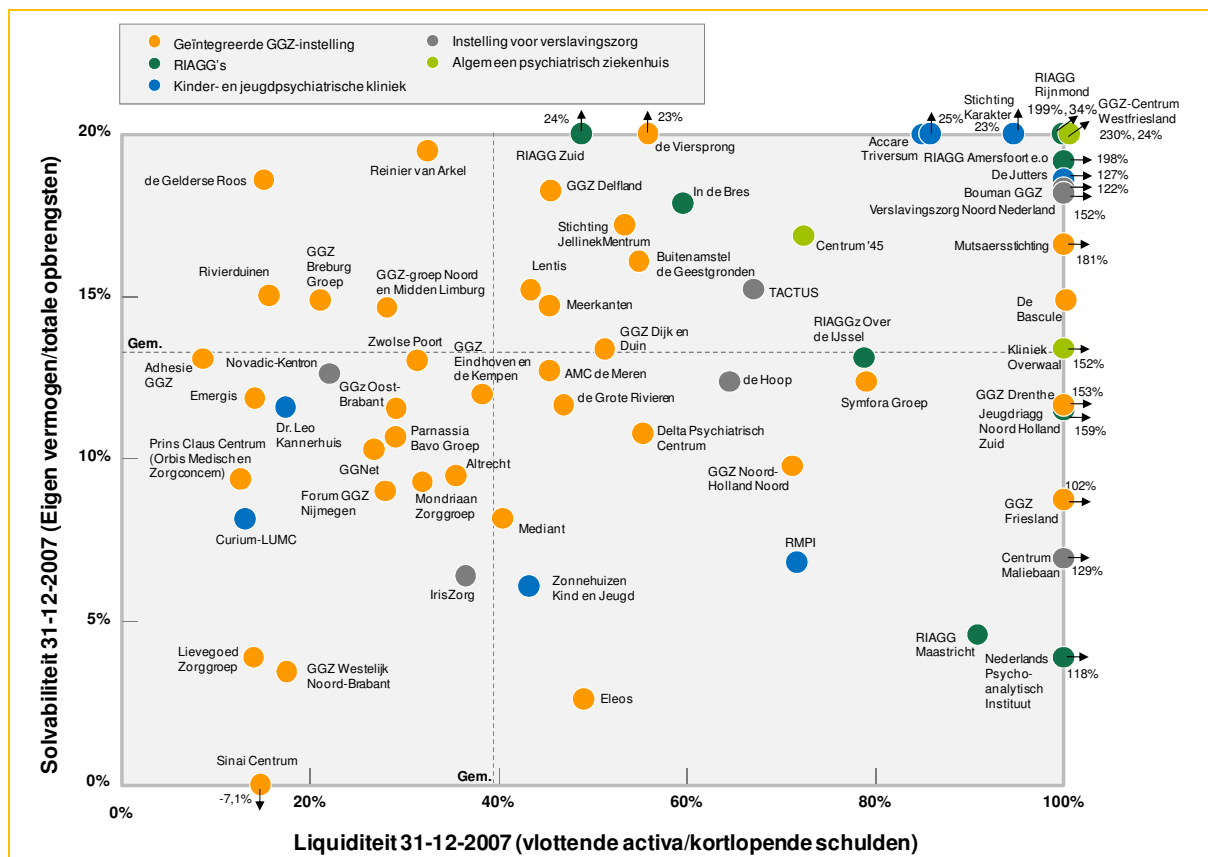 Geïntegreerde GGZ-instelling
RIAGG's
Kinder- en jeugdpsychiatrische kliniek
Instelling voor verslavingszorg
Algemeen psychiatrisch ziekenhuis
Solvabiliteit 31-12-2007 (Eigen vermogen/totale opbrengsten)
20%
15%
10%
5%
0%
Gem.
24%
RIAGG Zuid
23%
de Viersprong
25%
Accare
Triversum
Stichting
Karakter
23%
RIAGG
Rijnmond
199%, 34%
GGZ-Centrum
Westfriesland
230%, 24%
Reinier van Arkel
de Gelderse Roos
GGZ Delfland
In de Bres
RIAGG Amersfoort e.o
198%
De Jutters
127%
Bouman GGZ
122%
Verslavingszorg Noord Nederland
152%
Stichting
JellinekMentrum
Centrum '45
Mutsaersstichting
181%
Buitenamstel
de Geestgronden
Rivierduinen
GGZ
Breburg
Groep
GGZ-groep Noord
en Midden Limburg
Lentis
Meerkanten
TACTUS
De
Bascule
GGZ Dijk en
Duin
RIAGGz Over
de IJssel
Kliniek
Overwaal
152%
Adhesie
GGZ
Novadic-Kentron
Zwolse Poort
GGZ
Eindhoven en
de Kempen
AMC de Meren
de Hoop
Symfora Groep
GGZ Drenthe
153%
Jeugdriagg
Noord Holland
Zuid
159%
Emergis
Dr. Leo
Kannerhuis
GGz Oost-
Brabant
de Grote Rivieren
Parnassia
Bavo Groep
Delta Psychiatrisch
Centrum
Prins Claus Centrum
(Orbis Medisch en
Zorgconcern)
GGNet
Altrecht
GGZ Noord-
Holland Noord
Forum GGZ
Nijmegen
Mondriaan
Zorggroep
102%
GGZ
Friesland
Curium-LUMC
Mediant
RMPI
Centrum
Maliebaan
129%
IrisZorg
Zonnehuizen
Kind en Jeugd
RIAGG
Maastricht
Nederlands
Psycho-
analytisch
Instituut
118%
Lievegoed
Zorggroep
GGZ Westelijk
Noord-Brabant
Eleos
Sinai Centrum
-7,1%
Gem.
0%
20%
40%
60%
80%
100%
Liquiditeit 31-12-2007 (vlottende activa/kortlopende schulden)